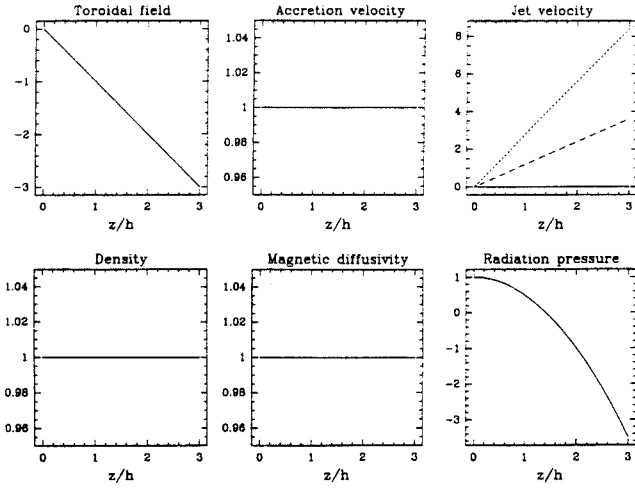 Toroidal field Accretion velocity Jet velocity
0 -1 -2 -3
1.04 1.02 1 0.98 0.96
8 6 4 2 0
0 1 2 3 0 1 2 3 0 1 2 3
z/h z/h z/h
Density Magnetic diffusivity Radiation pressure
1.04 1.02 1 0.98 0.96
1.04 1.02 1 0.98 0.96
1 0 -1 -2 -3
0 1 2 3 0 1 2 3 0 1 2 3
z/h z/h z/h